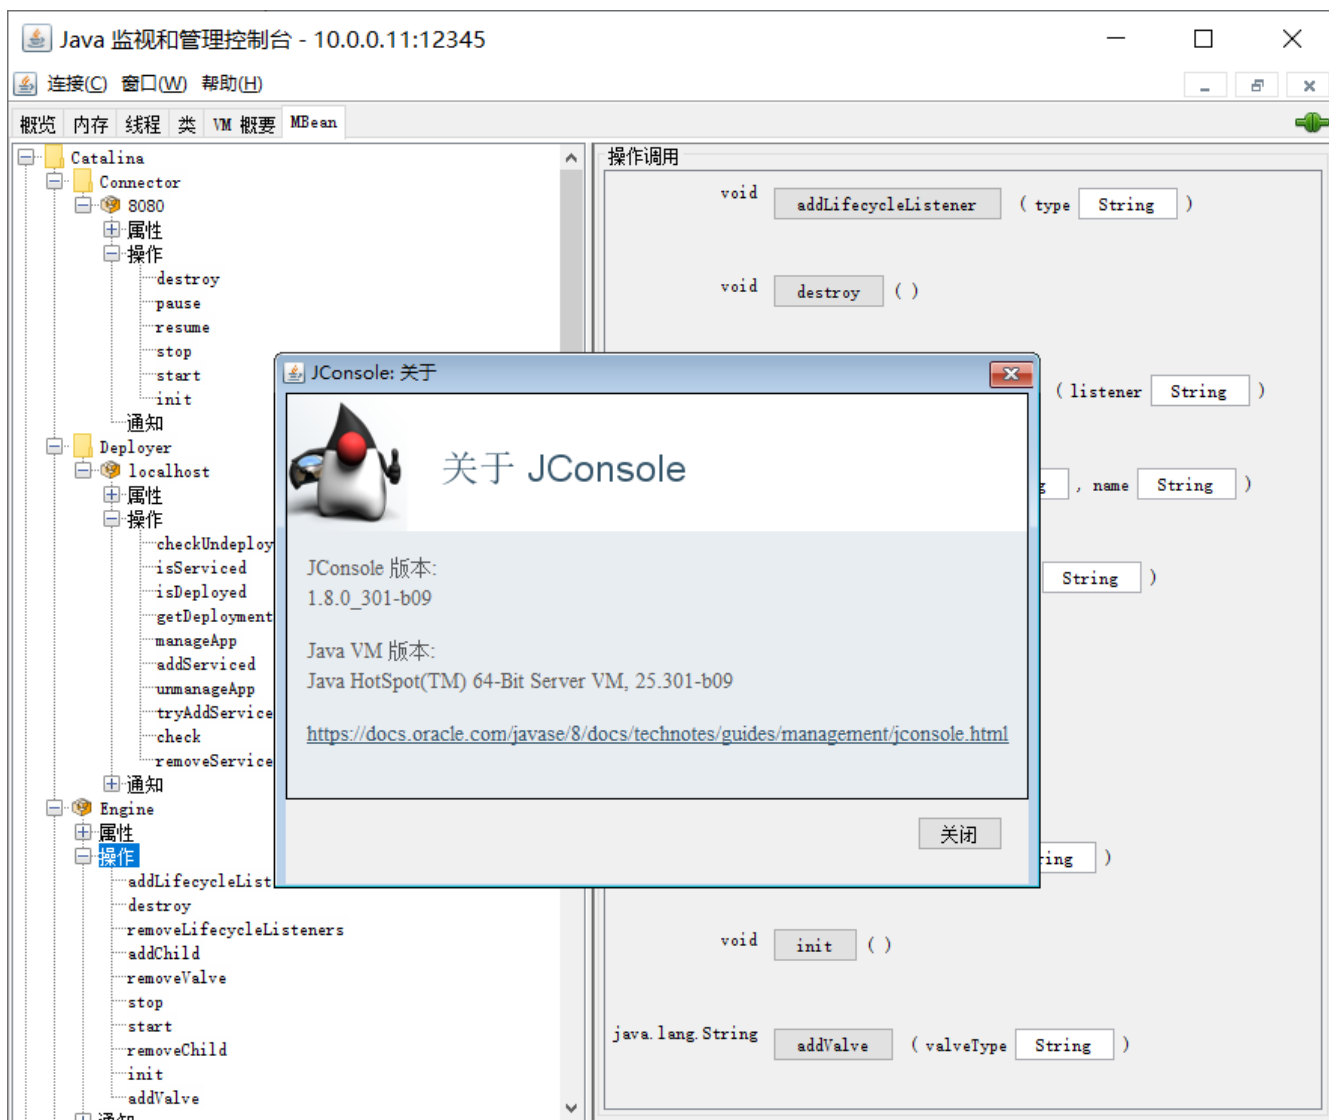 Java 监视和管理控制台 - 10.0.0.11:12345
连接(C) 窗口(W) 帮助(H)
概览 内存 线程 类 VM 概要 MBean
Catalina
Connector
8080
属性
操作
destroy
pause
resume
stop
start
init
通知
Deployer
localhost
属性
操作
checkUndeploy
isServiced
isDeployed
getDeployment
manageApp
addServiced
unmanageApp
tryAddService
check
removeService
通知
Engine
属性
操作
addLifecycleList
destroy
removeLifecycleListeners
addChild
removeValve
stop
start
removeChild
init
addValve
通知
操作调用
void addLifecycleListener ( type String )
void destroy ( )
( listener String )
, name String )
String )
ring )
void init ( )
java.lang.String addValve ( valveType String )
JConsole: 关于
关于 JConsole
JConsole 版本:
1.8.0_301-b09
Java VM 版本:
Java HotSpot(TM) 64-Bit Server VM, 25.301-b09
https://docs.oracle.com/javase/8/docs/technotes/guides/management/jconsole.html
关闭